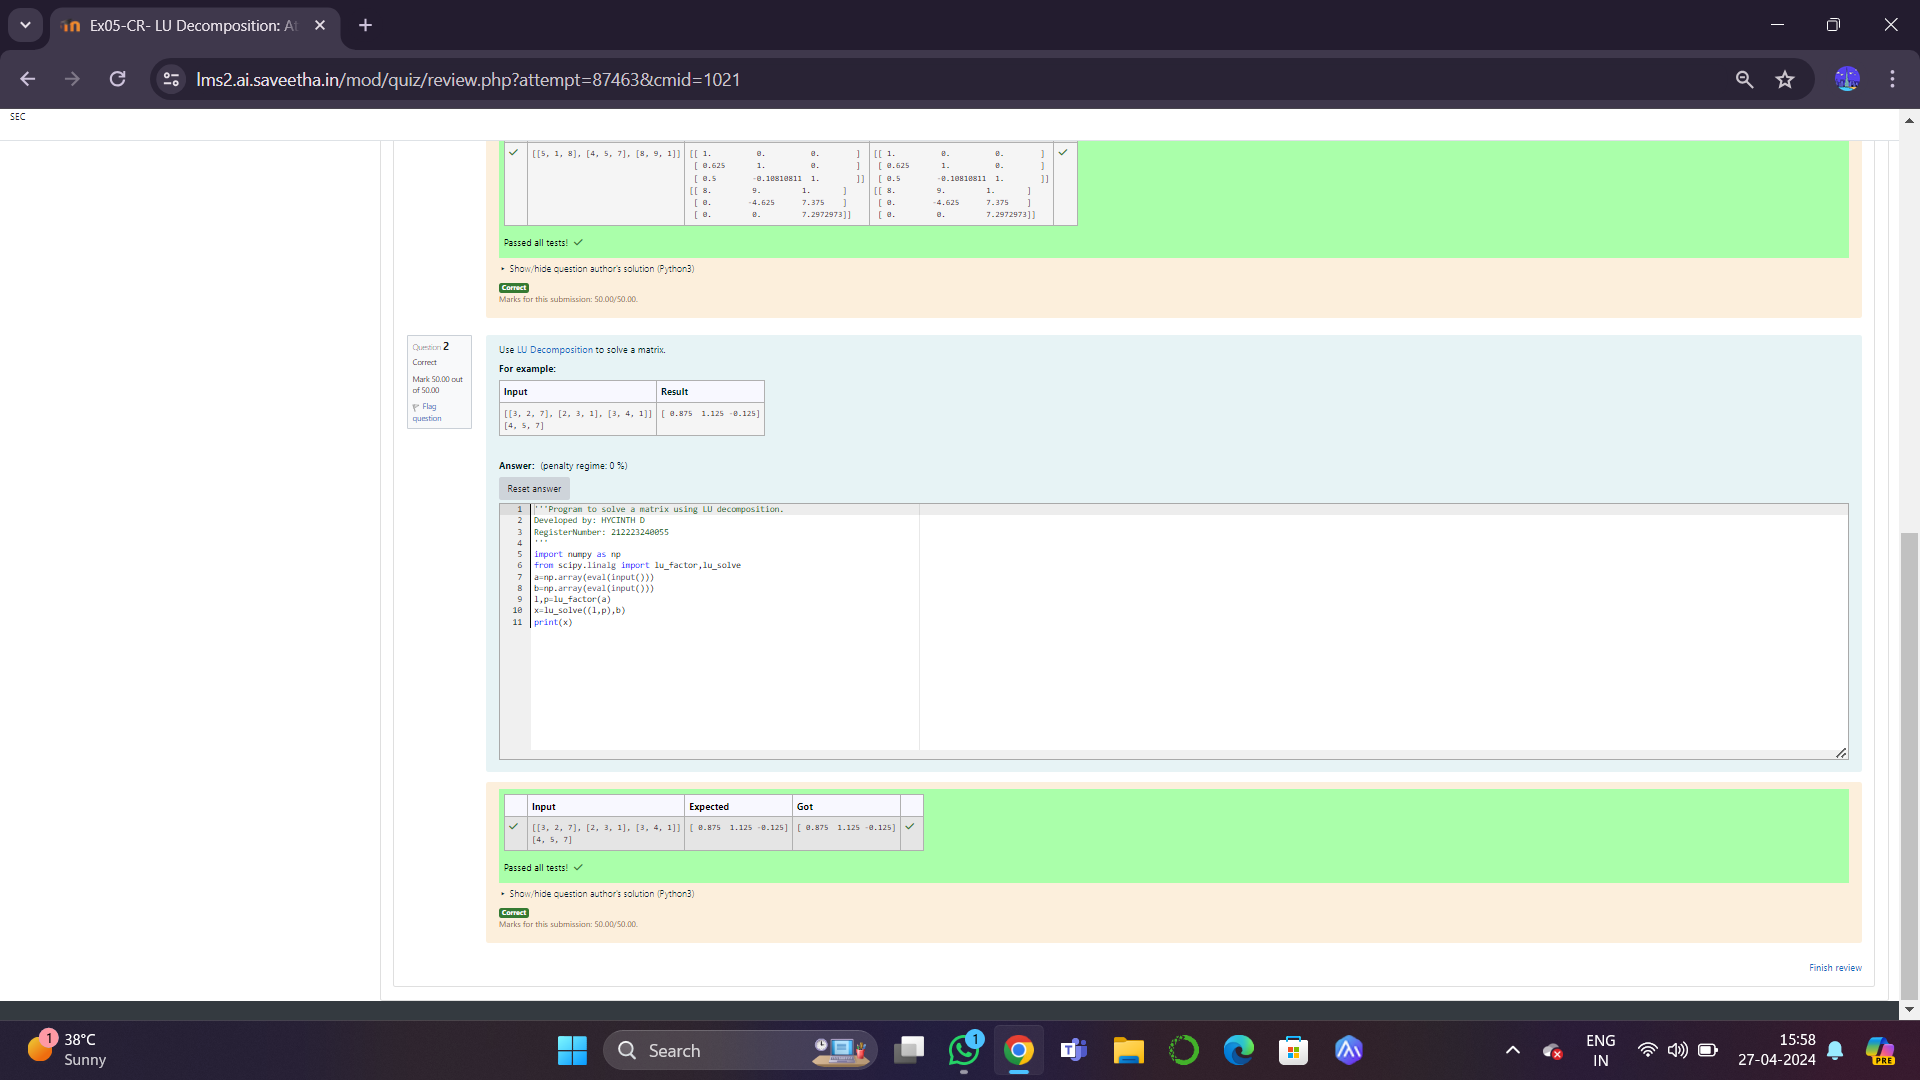 Ex05-CR- LU Decomposition: At
lms2.ai.saveetha.in/mod/quiz/review.php?attempt=87463&cmid=1021
SEC
[[5, 1, 8], [4, 5, 7], [8, 9, 1]] [[ 1. 0. 0. ] [[ 1. 0. 0. ]
[ 0.625 1. 0. ] [ 0.625 1. 0. ]
[ 0.5 -0.10810811 1. ]] [ 0.5 -0.10810811 1. ]]
[[ 8. 9. 1. ] [[ 8. 9. 1. ]
[ 0. -4.625 7.375 ] [ 0. -4.625 7.375 ]
[ 0. 0. 7.2972973]] [ 0. 0. 7.2972973]]
Passed all tests!
Show/hide question author's solution (Python3)
Correct
Marks for this submission: 50.00/50.00.
Question 2
Correct
Mark 50.00 out
of 50.00
Flag
question
Use LU Decomposition to solve a matrix.
For example:
Input Result
[[3, 2, 7], [2, 3, 1], [3, 4, 1]] [ 0.875 1.125 -0.125]
[4, 5, 7]
Answer: (penalty regime: 0 %)
Reset answer
1 '''Program to solve a matrix using LU decomposition.
2 Developed by: HYCINTH D
3 RegisterNumber: 212223240055
4 '''
5 import numpy as np
6 from scipy.linalg import lu_factor,lu_solve
7 a=np.array(eval(input()))
8 b=np.array(eval(input()))
9 l,p=lu_factor(a)
10 x=lu_solve((l,p),b)
11 print(x)
Input Expected Got
[[3, 2, 7], [2, 3, 1], [3, 4, 1]] [ 0.875 1.125 -0.125] [ 0.875 1.125 -0.125]
[4, 5, 7]
Passed all tests!
Show/hide question author's solution (Python3)
Correct
Marks for this submission: 50.00/50.00.
Finish review
1
38°C
Sunny
Search
1
ENG
IN
15:58
27-04-2024
PRE